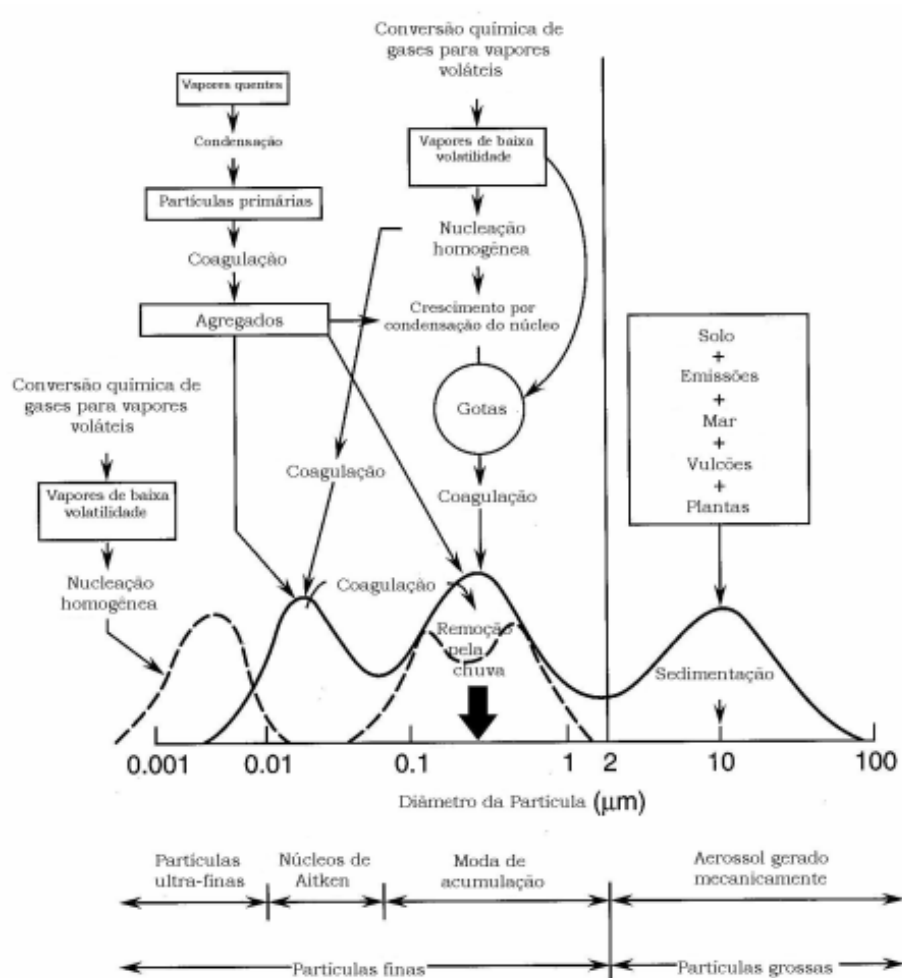 Conversão química de
gases para vapores
voláteis
Vapores quentes
Condensação
Vapores de baixa
volatilidade
Partículas primárias
Nucleação
homogênea
Coagulação
Agregados
Crescimento por
condensação do núcleo
Solo
+
Emissões
+
Mar
+
Vulcões
+
Plantas
Conversão química de
gases para vapores
voláteis
Gotas
Coagulação
Coagulação
Vapores de baixa
volatilidade
Nucleação
homogênea
Coagulação
Remoção
pela
chuva
Sedimentação
0.001 0.01 0.1 1 2 10 100
Diâmetro da Partícula (μm)
Partículas
ultra-finas
Núcleos de
Aitken
Moda de
acumulação
Aerossol gerado
mecanicamente
Partículas finas
Partículas grossas